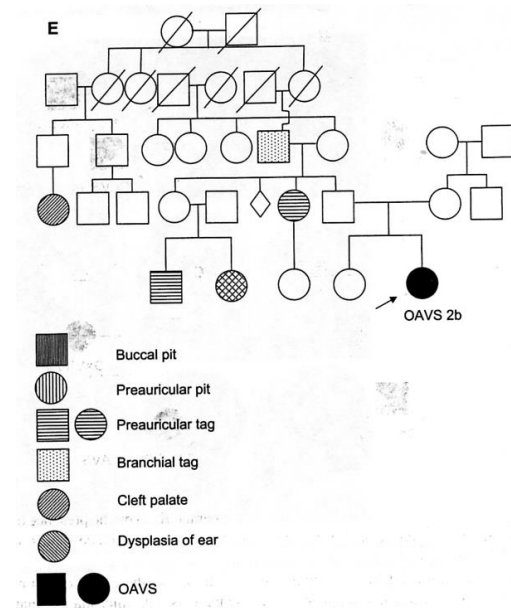 E
OAVS 2b
Buccal pit
Preauricular pit
Preauricular tag
Branchial tag
Cleft palate
Dysplasia of ear
OAVS